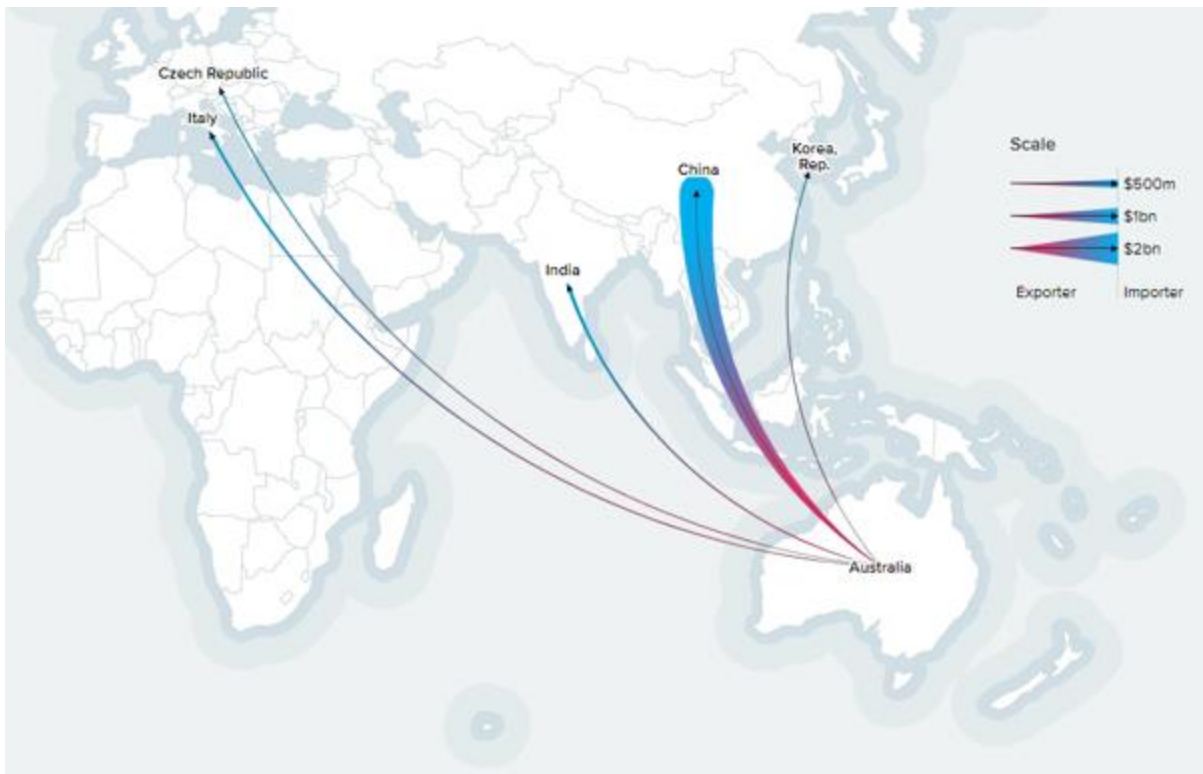 Czech Republic
Italy
India
China
Korea,
Rep.
Australia
Scale
$500m
$1bn
$2bn
Exporter
Importer